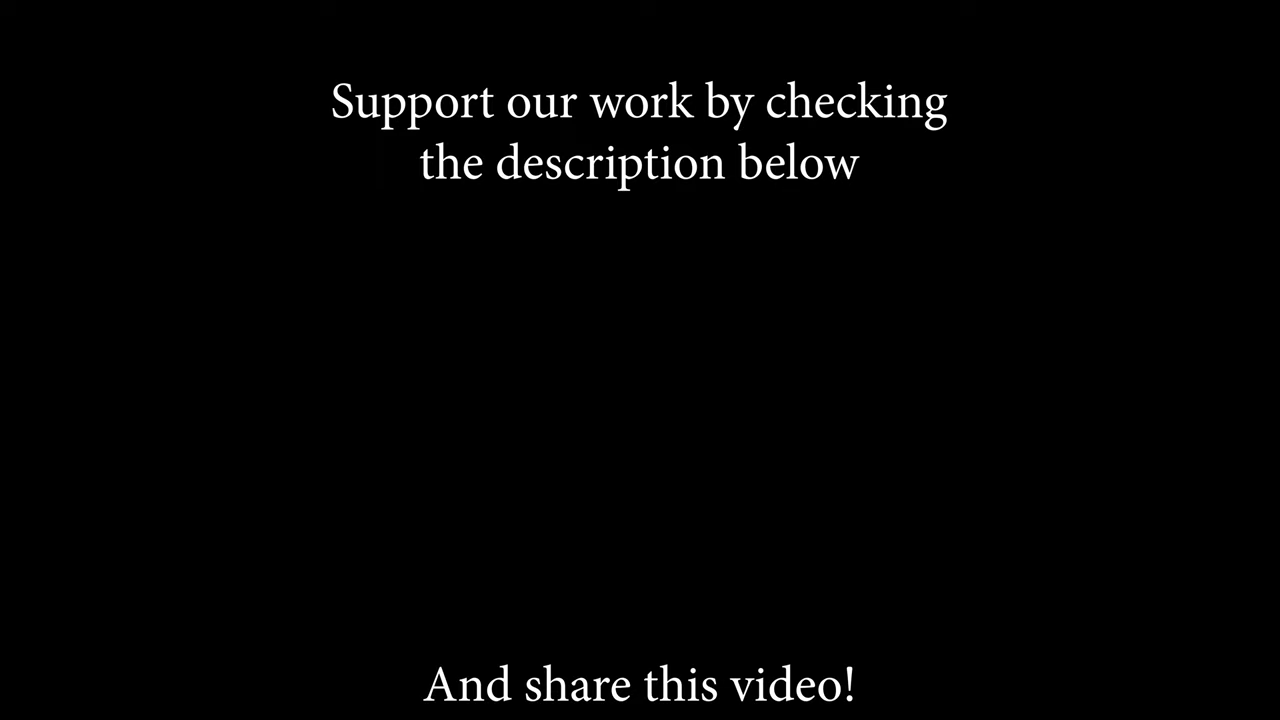 Support our work by checking
the description below
And share this video!